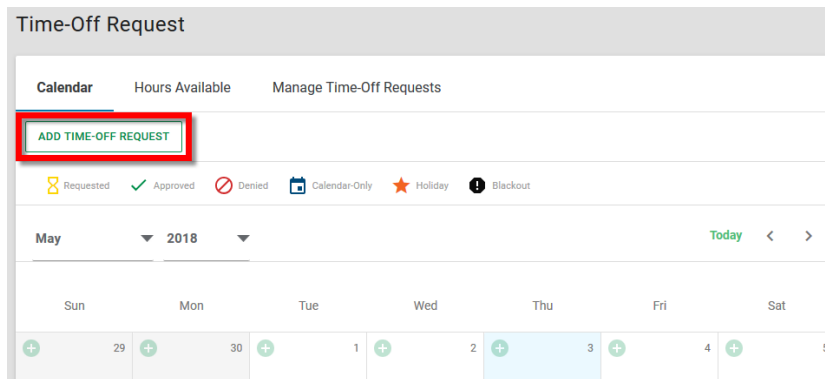 Time-Off Request
Calendar Hours Available Manage Time-Off Requests
ADD TIME-OFF REQUEST
Requested Approved Denied Calendar-Only Holiday Blackout
May 2018 Today
Sun Mon Tue Wed Thu Fri Sat
29 30 1 2 3 4 5